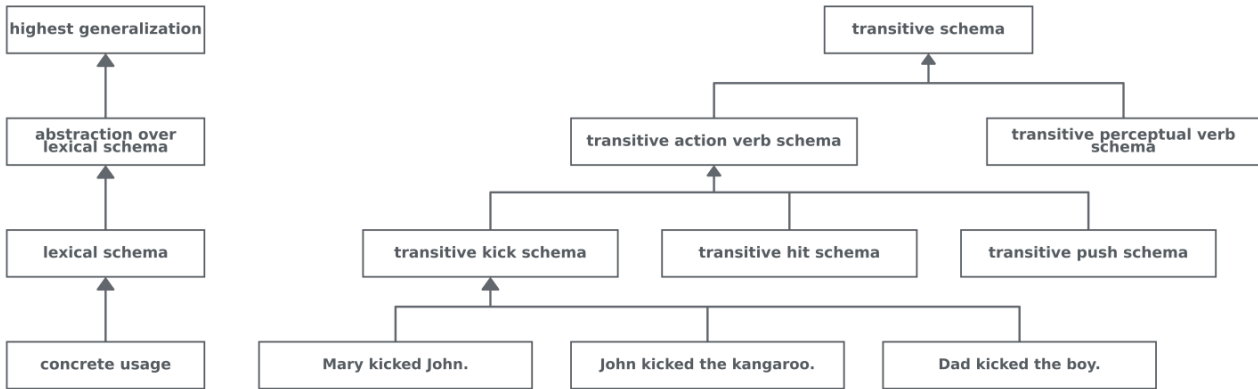 highest generalization
transitive schema
abstraction over
lexical schema
transitive action verb schema
transitive perceptual verb
schema
lexical schema
transitive kick schema
transitive hit schema
transitive push schema
concrete usage
Mary kicked John.
John kicked the kangaroo.
Dad kicked the boy.